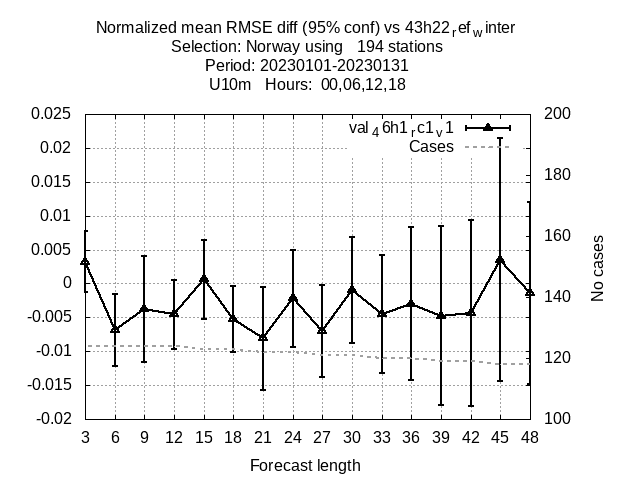 Normalized mean RMSE diff (95% conf) vs 43h22refwinter
Selection: Norway using 194 stations
Period: 20230101-20230131
U10m Hours: 00,06,12,18
0.025
0.02
0.015
0.01
0.005
0
-0.005
-0.01
-0.015
-0.02
200
180
160
140
120
100
val46h1rc1v1
Cases
No cases
3 6 9 12 15 18 21 24 27 30 33 36 39 42 45 48
Forecast length